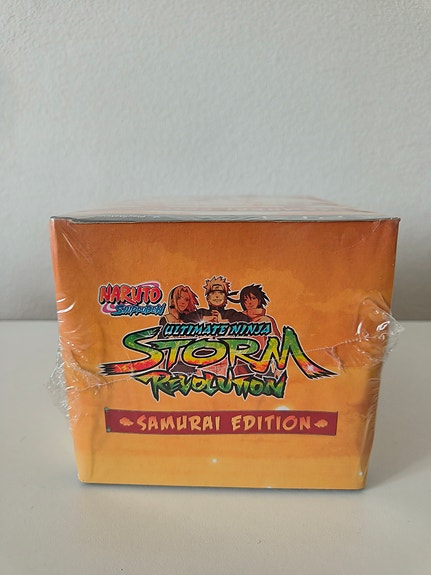 NARUTO
SHIPPUDEN
ULTIMATE NINJA
STORM
REVOLUTION
SAMURAI EDITION